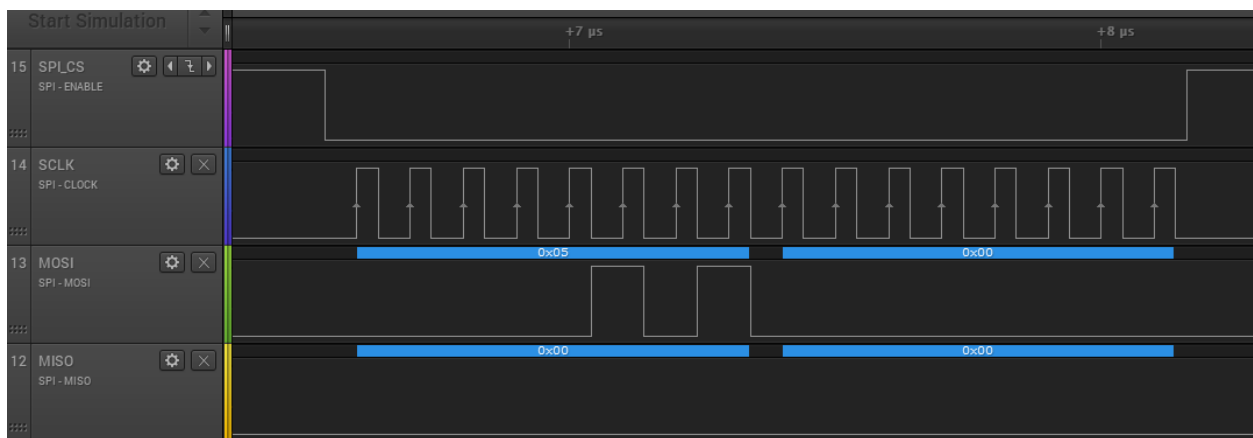 Start Simulation
+7 µs
+8 µs
15 SPI_CS
SPI - ENABLE
14 SCLK
SPI - CLOCK
0x05 0x00
13 MOSI
SPI - MOSI
0x00 0x00
12 MISO
SPI - MISO